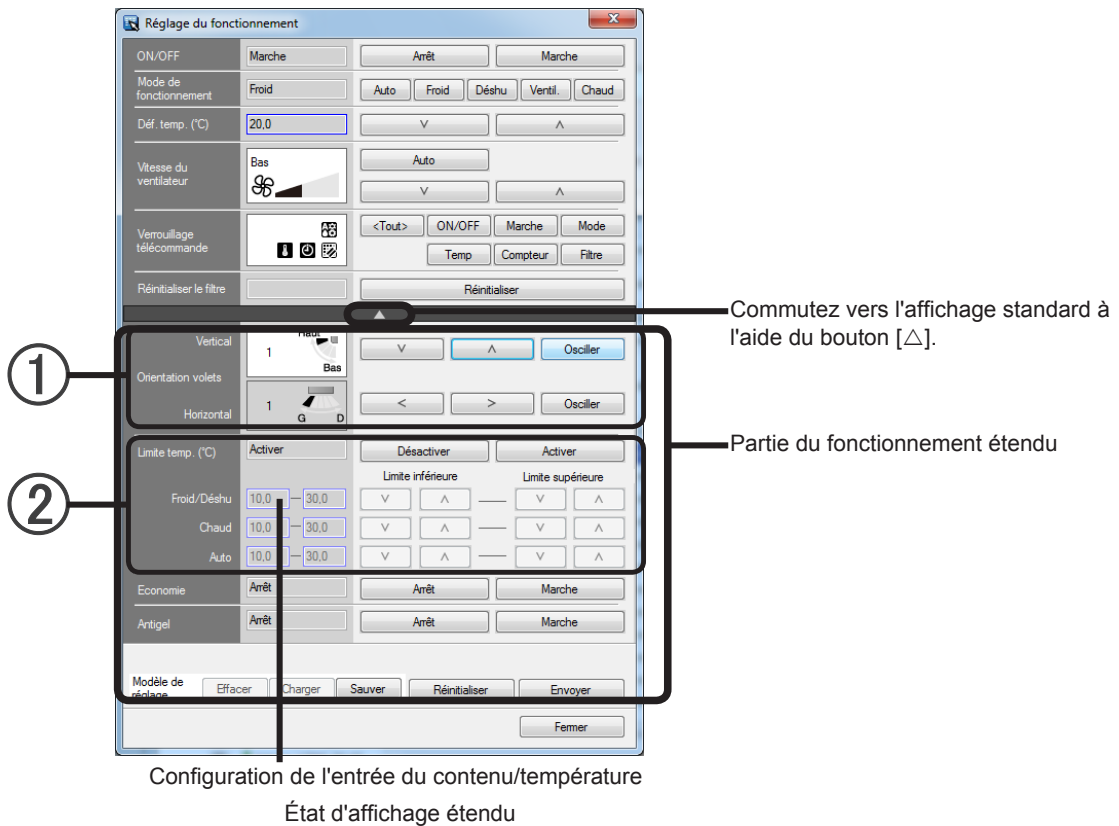 Réglage du fonctionnement
ON/OFF Marche Arrêt Marche
Mode de fonctionnement Froid Auto Froid Déshu Ventil. Chaud
Déf. temp. (°C) 20,0 ∨ ∧
Vitesse du ventilateur Bas Auto
∨ ∧
Verrouillage télécommande <Tout> ON/OFF Marche Mode
Temp Compteur Filtre
Réinitialiser le filtre Réinitialiser
Commutez vers l'affichage standard à
l'aide du bouton [△].
①
Orientation volets
Vertical 1 Haut Bas ∨ ∧ Osciller
Horizontal 1 G D < > Osciller
Partie du fonctionnement étendu
②
Limite temp. (°C) Activer Désactiver Activer
Limite inférieure Limite supérieure
Froid/Déshu 10,0 — 30,0 ∨ ∧ — ∨ ∧
Chaud 10,0 — 30,0 ∨ ∧ — ∨ ∧
Auto 10,0 — 30,0 ∨ ∧ — ∨ ∧
Economie Arrêt Arrêt Marche
Antigel Arrêt Arrêt Marche
Modèle de réglage Effacer Charger Sauver Réinitialiser Envoyer
Fermer
Configuration de l'entrée du contenu/température
État d'affichage étendu